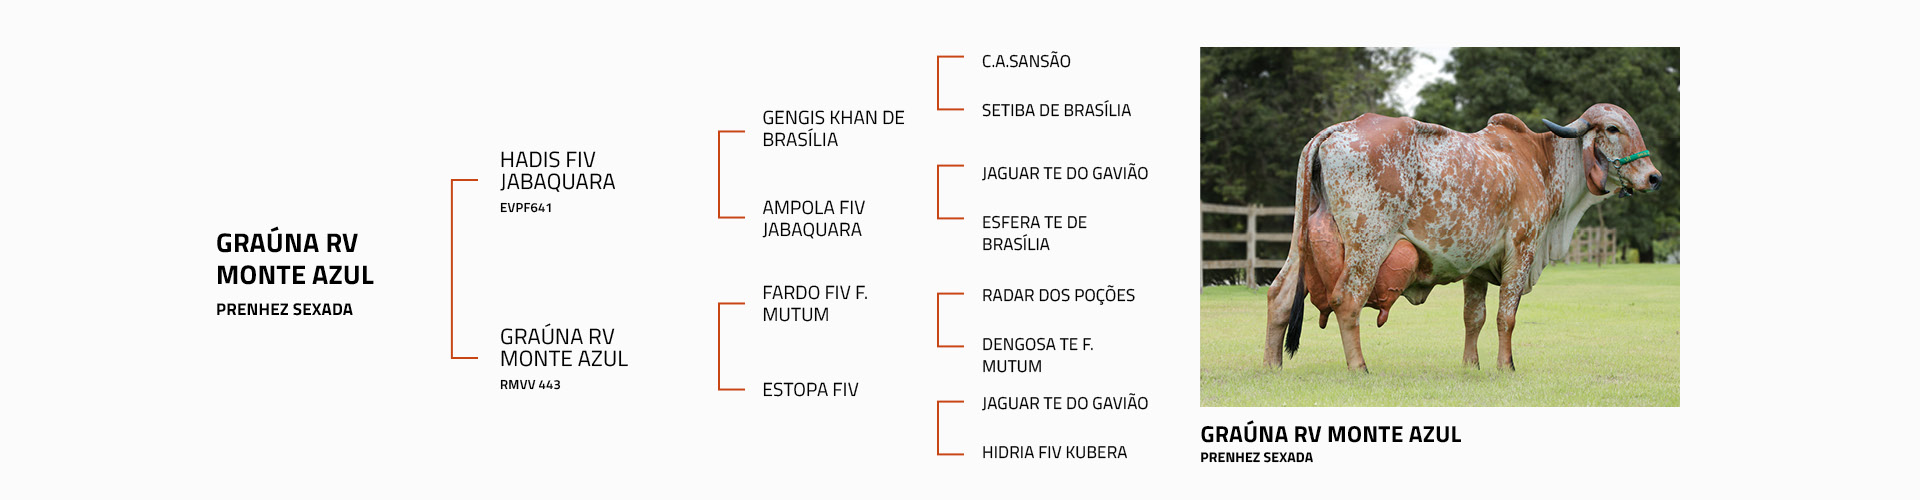 GRAÚNA RV
MONTE AZUL
PRENHEZ SEXADA
HADIS FIV
JABAQUARA
EVPF641
GRAÚNA RV
MONTE AZUL
RMVV 443
GENGIS KHAN DE
BRASÍLIA
AMPOLA FIV
JABAQUARA
FARDO FIV F.
MUTUM
ESTOPA FIV
C.A.SANSÃO
SETIBA DE BRASÍLIA
JAGUAR TE DO GAVIÃO
ESFERA TE DE
BRASÍLIA
RADAR DOS POÇÕES
DENGOSA TE F.
MUTUM
JAGUAR TE DO GAVIÃO
HIDRIA FIV KUBERA
GRAÚNA RV MONTE AZUL
PRENHEZ SEXADA